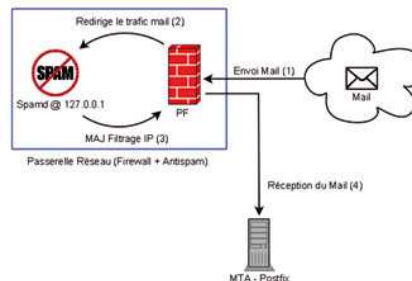 Redirige le trafic mail (2)
SPAM
Spamd @ 127.0.0.1
PF
Envoi Mail (1)
Mail
MAJ Filtrage IP (3)
Passerelle Réseau (Firewall + Antispam)
Réception du Mail (4)
MTA - Postfix